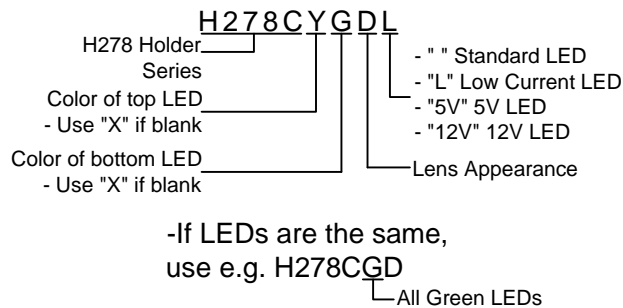 H278CYGDL
H278 Holder
Series
Color of top LED
- Use "X" if blank
Color of bottom LED
- Use "X" if blank
- " " Standard LED
- "L" Low Current LED
- "5V" 5V LED
- "12V" 12V LED
Lens Appearance
-If LEDs are the same,
use e.g. H278CGD
All Green LEDs